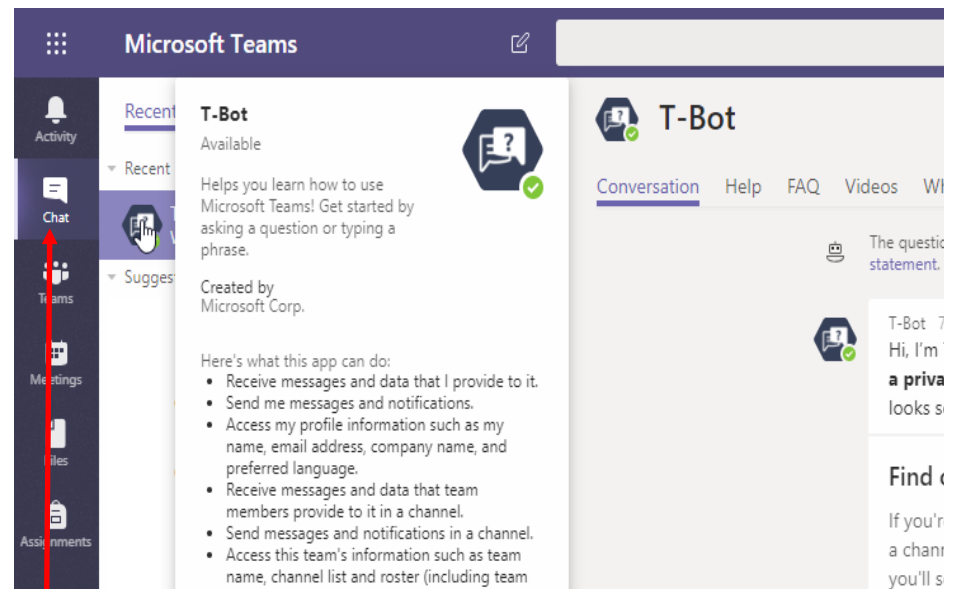 Microsoft Teams
Activity
Chat
Teams
Meetings
Files
Assignments
Recent
Recent
Suggest
T-Bot
Available
Helps you learn how to use
Microsoft Teams! Get started by
asking a question or typing a
phrase.
Created by
Microsoft Corp.
Here's what this app can do:
• Receive messages and data that I provide to it.
• Send me messages and notifications.
• Access my profile information such as my
name, email address, company name, and
preferred language.
• Receive messages and data that team
members provide to it in a channel.
• Send messages and notifications in a channel.
• Access this team's information such as team
name, channel list and roster (including team
T-Bot
Conversation Help FAQ Videos
The questio
statement.
T-Bot 7
Hi, I'm
a priva
looks s
Find
If you'r
a chann
you'll s